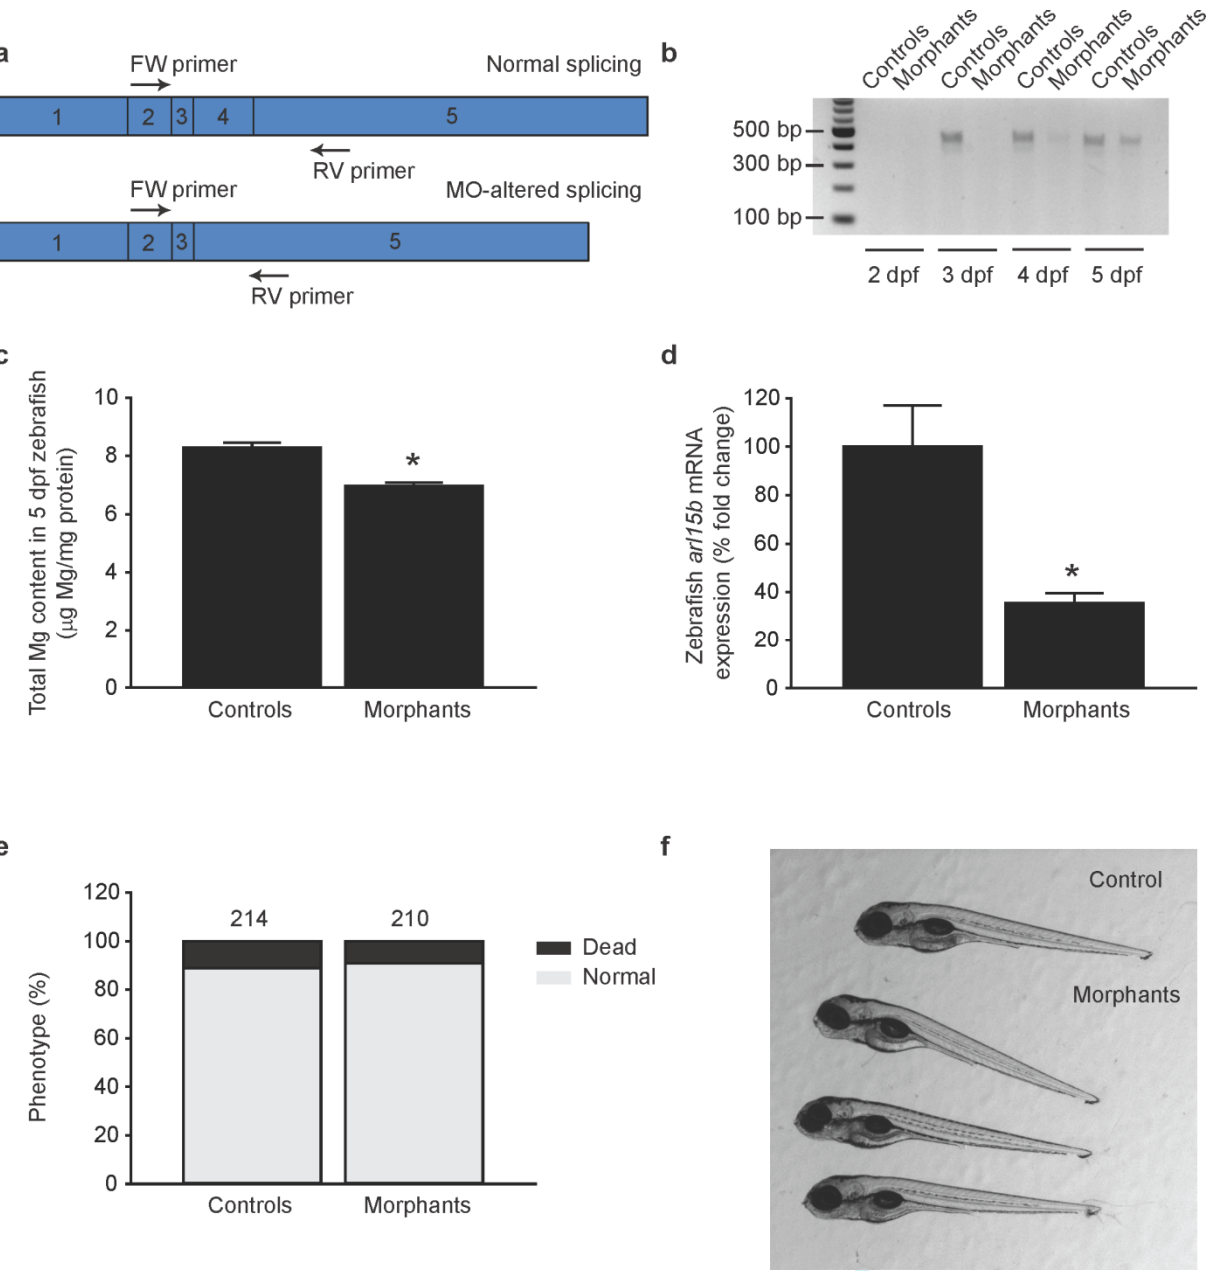 a
FW primer
Normal splicing
1 2 3 4 5
RV primer
FW primer
MO-altered splicing
1 2 3 5
RV primer
b
Controls
Morphants
Controls
Morphants
Controls
Morphants
Controls
Morphants
500 bp
300 bp
100 bp
2 dpf 3 dpf 4 dpf 5 dpf
c
Total Mg content in 5 dpf zebrafish
(µg Mg/mg protein)
10
8
6
4
2
0
*
Controls Morphants
d
Zebrafish arl15b mRNA
expression (% fold change)
120
100
80
60
40
20
0
*
Controls Morphants
e
Phenotype (%)
120
100
80
60
40
20
0
214 210
Dead
Normal
Controls Morphants
f
Control
Morphants